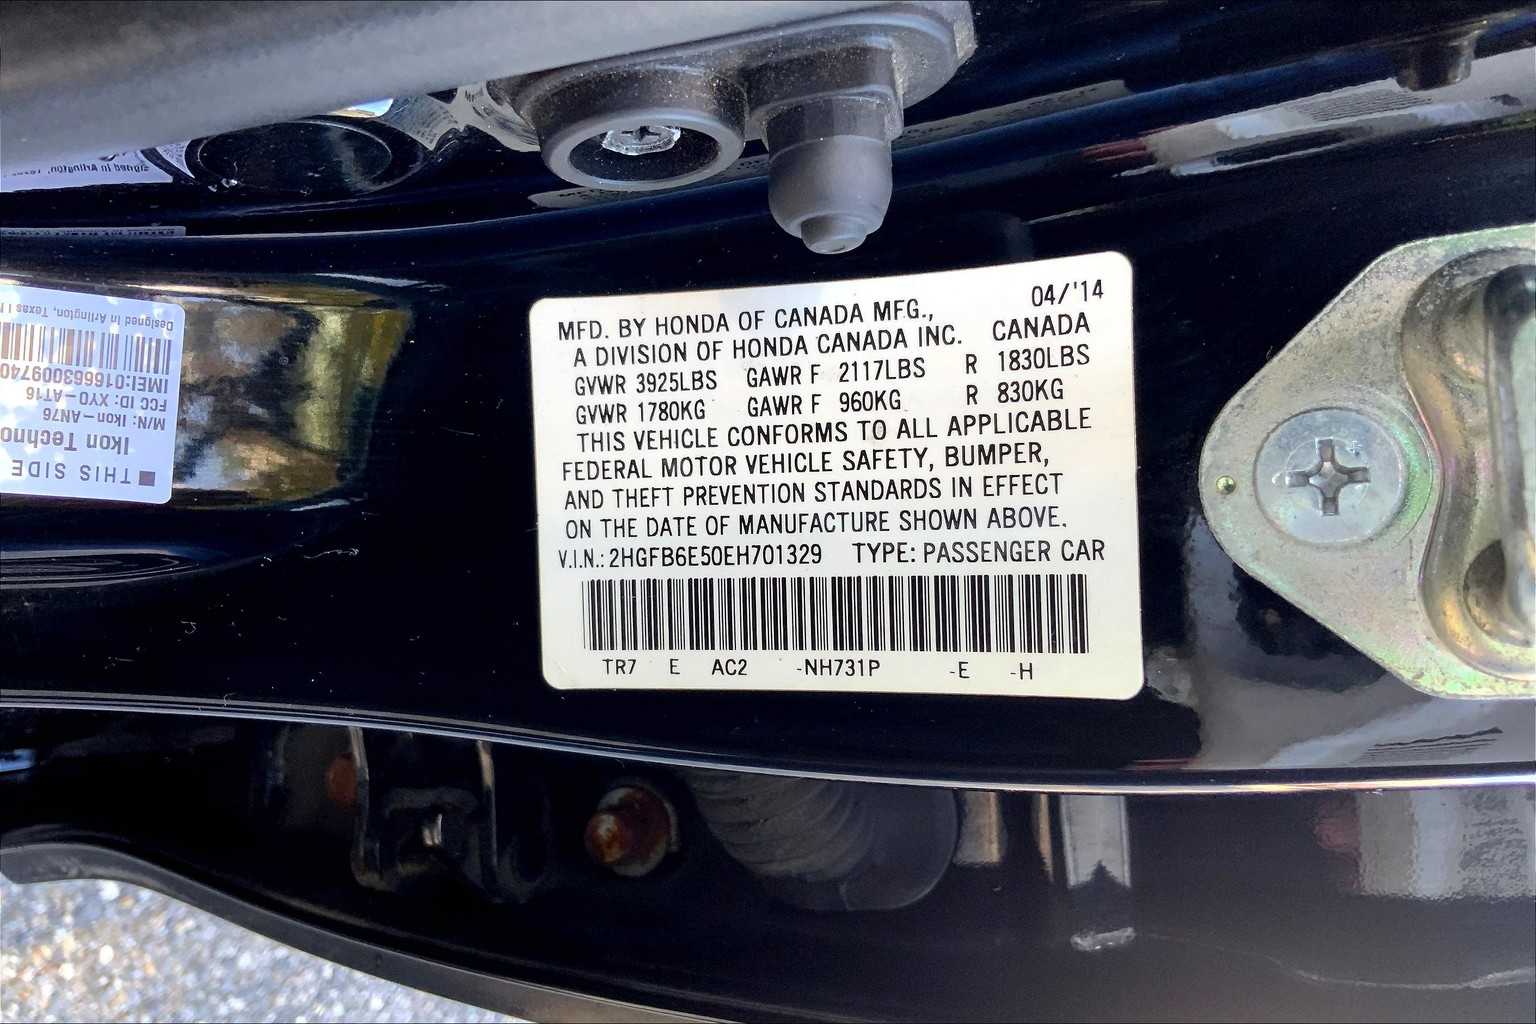 04/'14
MFD. BY HONDA OF CANADA MFG.,
A DIVISION OF HONDA CANADA INC. CANADA
GVWR 3925LBS GAWR F 2117LBS R 1830LBS
GVWR 1780KG GAWR F 960KG R 830KG
THIS VEHICLE CONFORMS TO ALL APPLICABLE
FEDERAL MOTOR VEHICLE SAFETY, BUMPER,
AND THEFT PREVENTION STANDARDS IN EFFECT
ON THE DATE OF MANUFACTURE SHOWN ABOVE.
V.I.N.: 2HGFB6E50EH701329 TYPE: PASSENGER CAR
TR7 E AC2 -NH731P -E -H
THIS SIDE
Ikon Techno
M/N: Ikon-AN76
FCC ID: XYO-AT16
IMEI:016663009740
Designed in Arlington, Texas